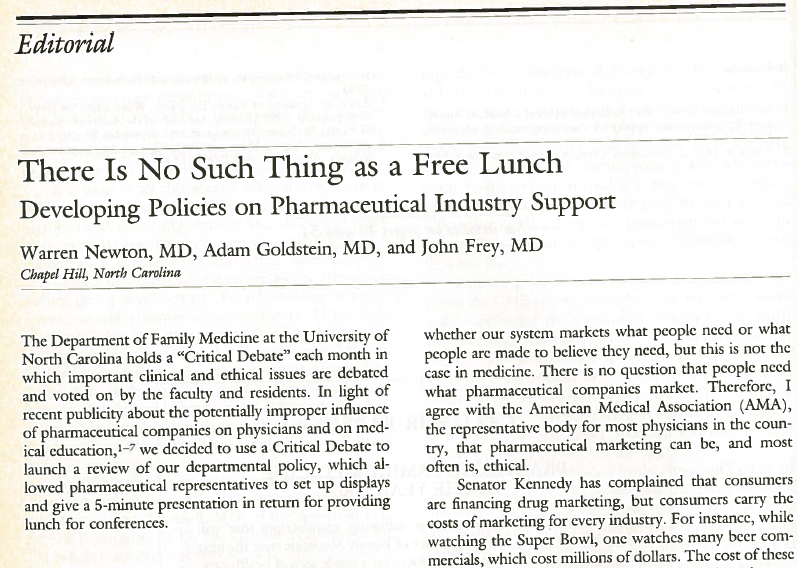 Editorial
There Is No Such Thing as a Free Lunch
Developing Policies on Pharmaceutical Industry Support
Warren Newton, MD, Adam Goldstein, MD, and John Frey, MD
Chapel Hill, North Carolina
The Department of Family Medicine at the University of
North Carolina holds a “Critical Debate” each month in
which important clinical and ethical issues are debated
and voted on by the faculty and residents. In light of
recent publicity about the potentially improper influence
of pharmaceutical companies on physicians and on med-
ical education,1–7 we decided to use a Critical Debate to
launch a review of our departmental policy, which al-
lowed pharmaceutical representatives to set up displays
and give a 5-minute presentation in return for providing
lunch for conferences.
whether our system markets what people need or what
people are made to believe they need, but this is not the
case in medicine. There is no question that people need
what pharmaceutical companies market. Therefore, I
agree with the American Medical Association (AMA),
the representative body for most physicians in the coun-
try, that pharmaceutical marketing can be, and most
often is, ethical.
Senator Kennedy has complained that consumers
are financing drug marketing, but consumers carry the
costs of marketing for every industry. For instance, while
watching the Super Bowl, one watches many beer com-
mercials, which cost millions of dollars. The cost of these